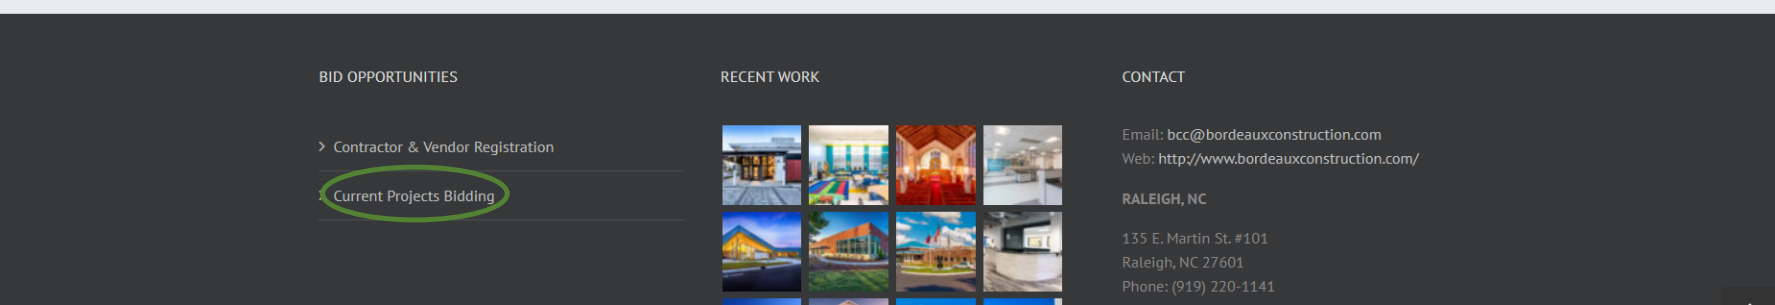 BID OPPORTUNITIES
Contractor & Vendor Registration
Current Projects Bidding
RECENT WORK
CONTACT
Email: bcc@bordeauxconstruction.com
Web: http://www.bordeauxconstruction.com/
RALEIGH, NC
135 E. Martin St. #101
Raleigh, NC 27601
Phone: (919) 220-1141